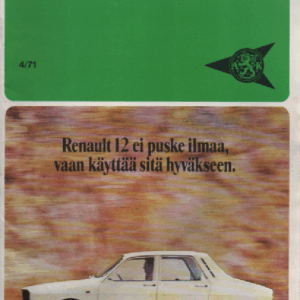 4/71
A K
Renault 12 ei puske ilmaa,
vaan käyttää sitä hyväkseen.